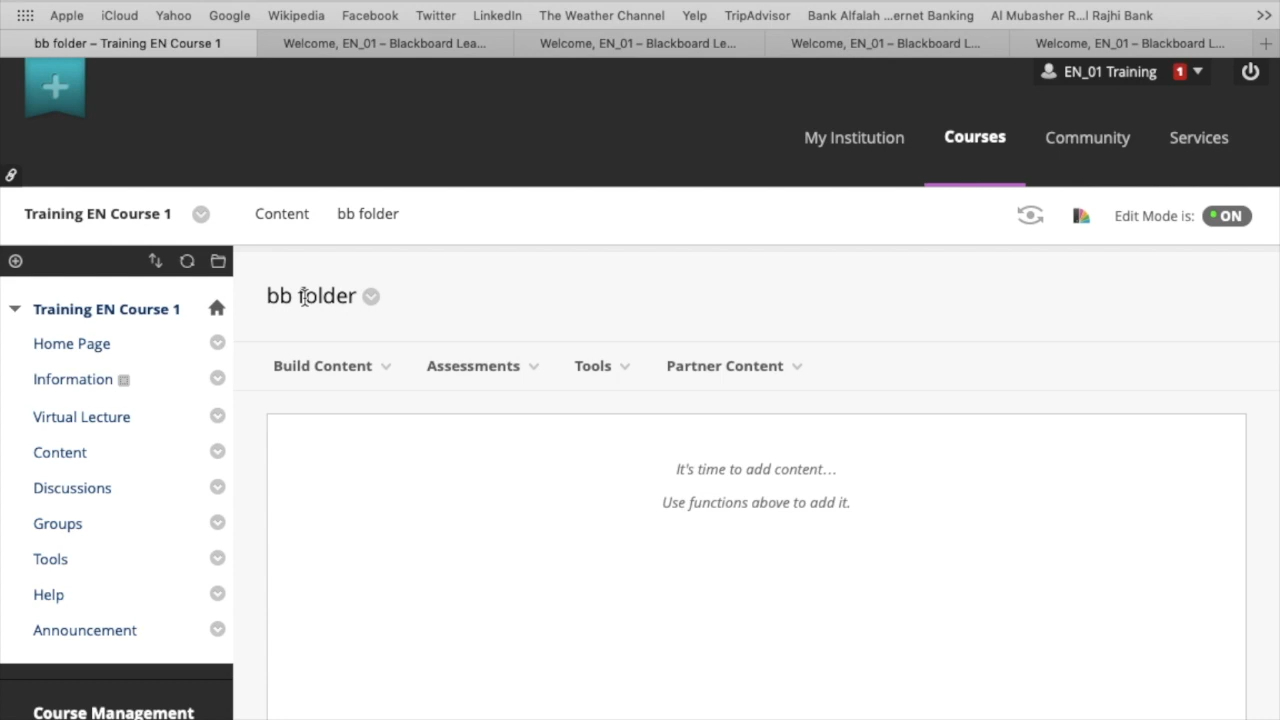 Apple iCloud Yahoo Google Wikipedia Facebook Twitter LinkedIn The Weather Channel Yelp TripAdvisor Bank Alfalah ...ernet Banking Al Mubasher R...l Rajhi Bank
bb folder – Training EN Course 1 Welcome, EN_01 – Blackboard Lea... Welcome, EN_01 – Blackboard Le... Welcome, EN_01 – Blackboard L... Welcome, EN_01 – Blackboard L...
EN_01 Training 1
My Institution Courses Community Services
Training EN Course 1 Content bb folder Edit Mode is: ON
bb folder
Training EN Course 1
Home Page
Information
Virtual Lecture
Content
Discussions
Groups
Tools
Help
Announcement
Course Management
Build Content Assessments Tools Partner Content
It's time to add content...
Use functions above to add it.